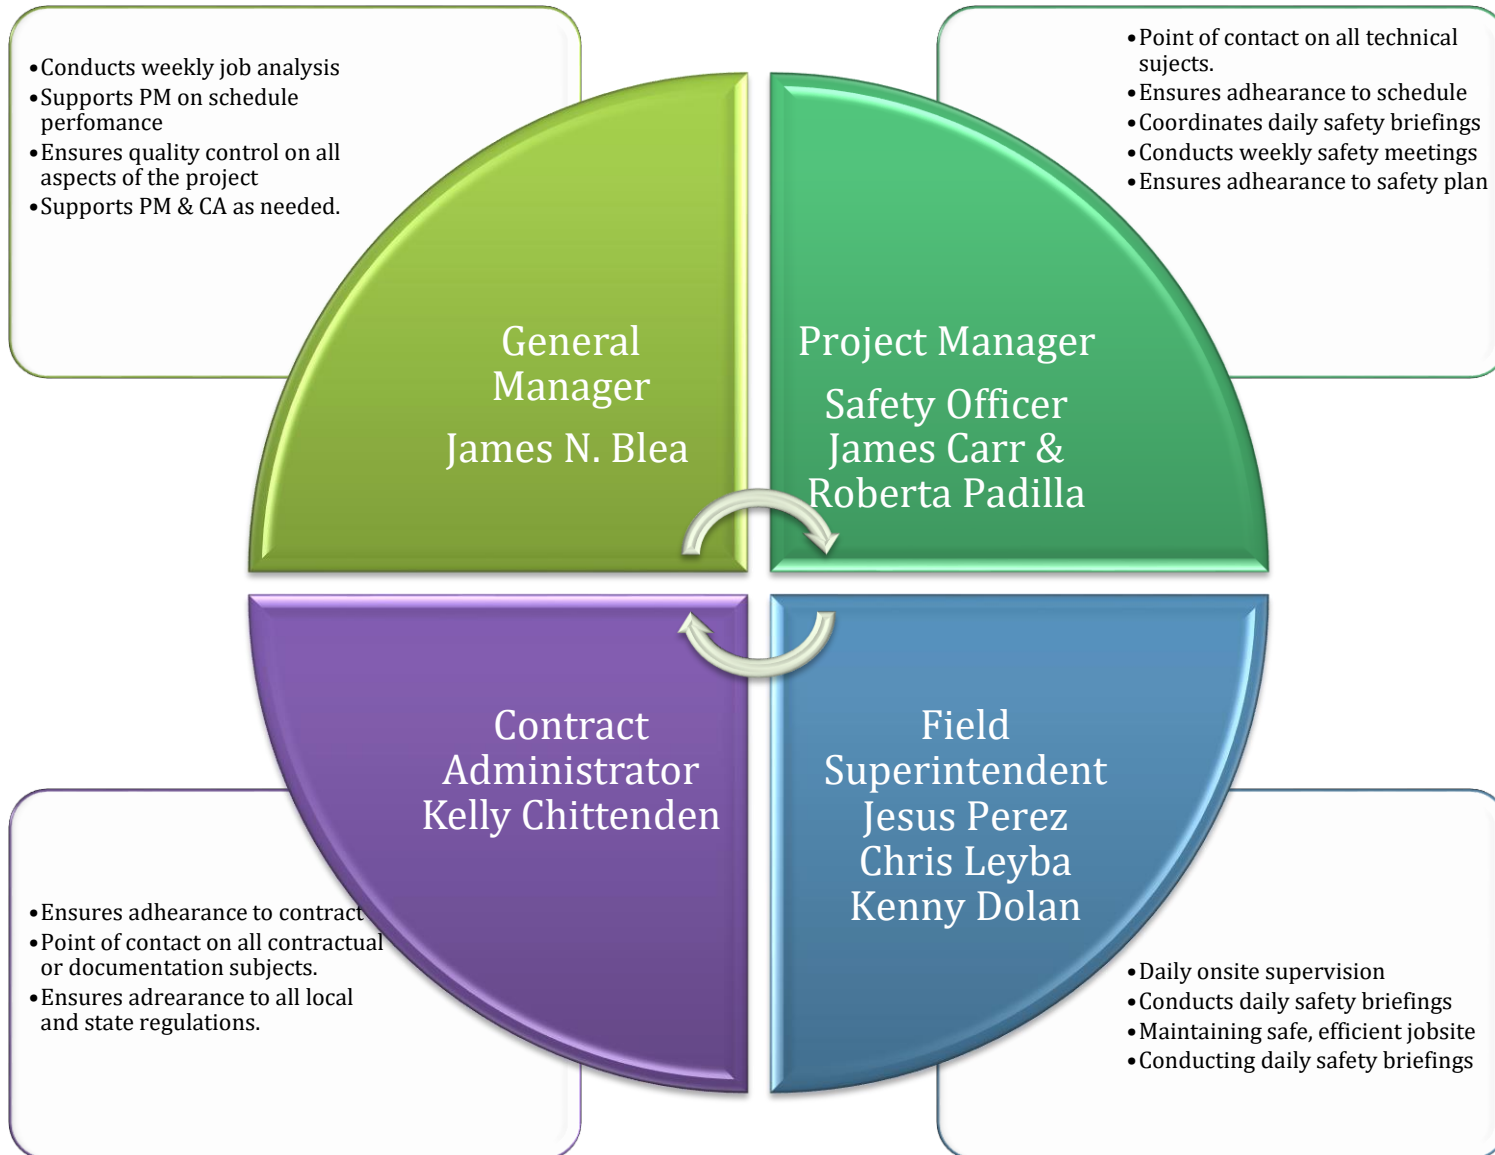 •Conducts weekly job analysis
•Supports PM on schedule
perfomance
•Ensures quality control on all
aspects of the project
•Supports PM & CA as needed.
•Point of contact on all technical
sujects.
•Ensures adhearance to schedule
•Coordinates daily safety briefings
•Conducts weekly safety meetings
•Ensures adhearance to safety plan
General
Manager
James N. Blea
Project Manager
Safety Officer
James Carr &
Roberta Padilla
Contract
Administrator
Kelly Chittenden
Field
Superintendent
Jesus Perez
Chris Leyba
Kenny Dolan
•Ensures adhearance to contract
•Point of contact on all contractual
or documentation subjects.
•Ensures adrearance to all local
and state regulations.
•Daily onsite supervision
•Conducts daily safety briefings
•Maintaining safe, efficient jobsite
•Conducting daily safety briefings